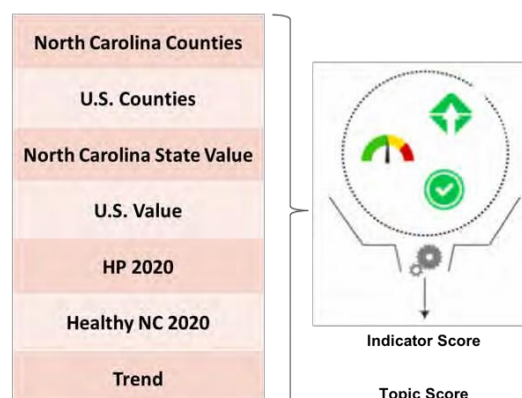 North Carolina Counties
U.S. Counties
North Carolina State Value
U.S. Value
HP 2020
Healthy NC 2020
Trend
Indicator Score
Topic Score